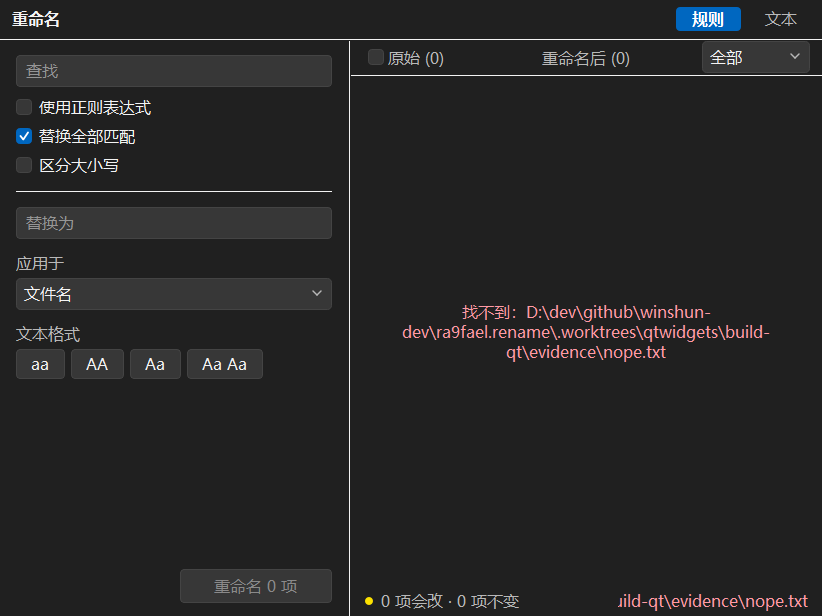 重命名
规则
文本
查找
使用正则表达式
替换全部匹配
区分大小写
替换为
应用于
文件名
文本格式
aa
AA
Aa
Aa Aa
重命名 0 项
原始 (0)
重命名后 (0)
全部
找不到：D:\dev\github\winshun-
dev\ra9fael.rename\.worktrees\qtwidgets\build-
qt\evidence\nope.txt
0 项会改 · 0 项不变
ild-qt\evidence\nope.txt